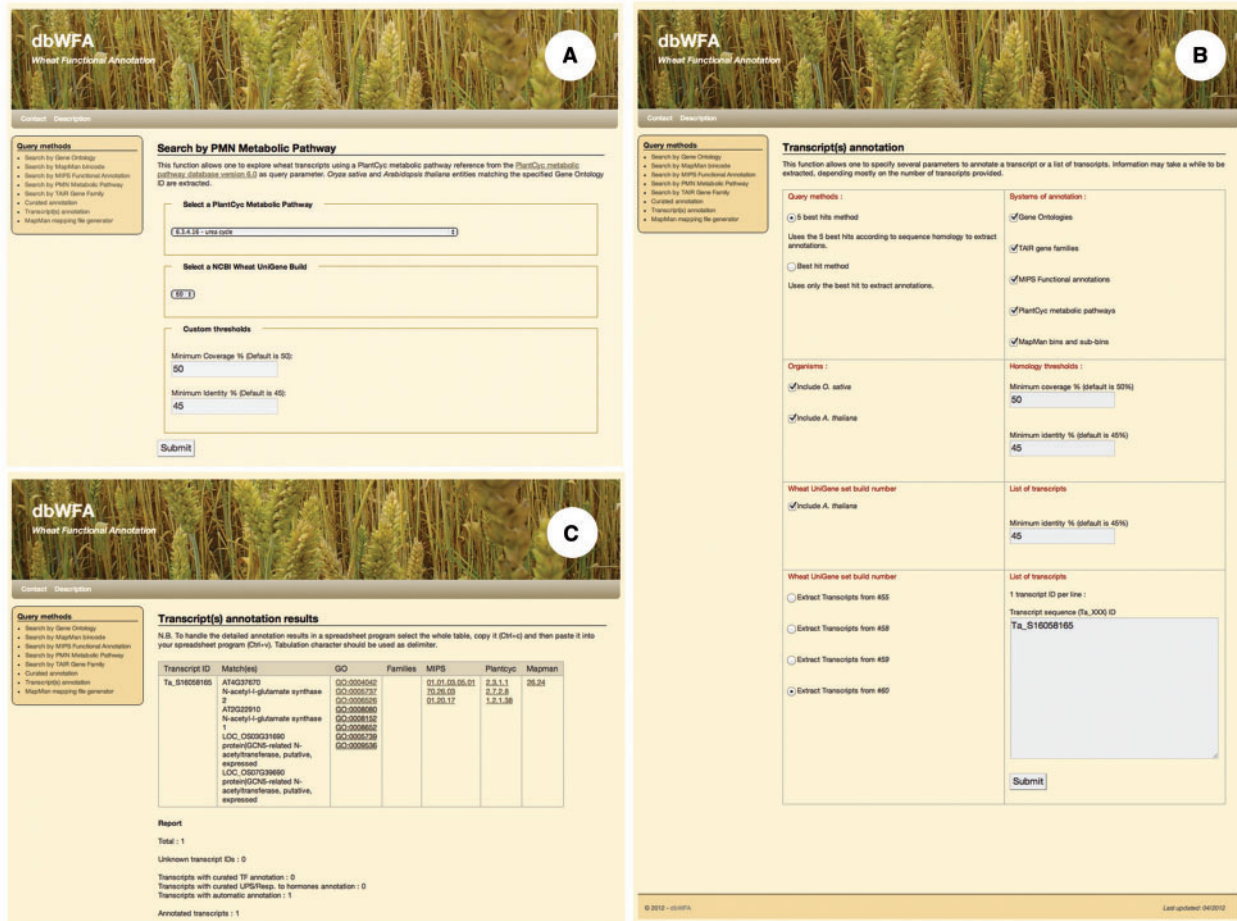 dbWFA
Wheat Functional Annotation
A
Contact Description
Query methods
Search by Gene Ontology
Search by MapMan bincode
Search by MIPS Functional Annotation
Search by PMN Metabolic Pathway
Search by TAIR Gene Family
Curated annotation
Transcript(s) annotation
MapMan mapping file generator
Search by PMN Metabolic Pathway
This function allows one to explore wheat transcripts using a PlantCyc metabolic pathway reference from the PlantCyc metabolic
pathway database version 6.0 as query parameter. Oryza sativa and Arabidopsis thaliana entities matching the specified Gene Ontology
ID are extracted.
Select a PlantCyc Metabolic Pathway
6.3.4.16 - urea cycle
Select a NCBI Wheat UniGene Build
60
Custom thresholds
Minimum Coverage % (Default is 50):
50
Minimum Identity % (Default is 45):
45
Submit
dbWFA
Wheat Functional Annotation
C
Contact Description
Query methods
Search by Gene Ontology
Search by MapMan bincode
Search by MIPS Functional Annotation
Search by PMN Metabolic Pathway
Search by TAIR Gene Family
Curated annotation
Transcript(s) annotation
MapMan mapping file generator
Transcript(s) annotation results
N.B. To handle the detailed annotation results in a spreadsheet program select the whole table, copy it (Ctrl+c) and then paste it into
your spreadsheet program (Ctrl+v). Tabulation character should be used as delimiter.
Transcript ID Match(es) GO Families MIPS Plantcyc Mapman
Ta_S16058165 AT4G37670 GO:0004042 01.01.03.05.01 2.3.1.1 26.24
N-acetyl-l-glutamate synthase GO:0005737 70.26.03 2.7.2.8
2 GO:0006526 01.20.17 1.2.1.38
AT2G22910 GO:0008080
N-acetyl-l-glutamate synthase GO:0008152
1 GO:0008652
LOC_OS03G31690 GO:0005739
protein|GCN5-related N- GO:0009536
acetyltransferase, putative,
expressed
LOC_OS07G39690
protein|GCN5-related N-
acetyltransferase, putative,
expressed
Report
Total : 1
Unknown transcript IDs : 0
Transcripts with curated TF annotation : 0
Transcripts with curated UPS/Resp. to hormones annotation : 0
Transcripts with automatic annotation : 1
Annotated transcripts : 1
dbWFA
Wheat Functional Annotation
B
Contact Description
Query methods
Search by Gene Ontology
Search by MapMan bincode
Search by MIPS Functional Annotation
Search by PMN Metabolic Pathway
Search by TAIR Gene Family
Curated annotation
Transcript(s) annotation
MapMan mapping file generator
Transcript(s) annotation
This function allows one to specify several parameters to annotate a transcript or a list of transcripts. Information may take a while to be
extracted, depending mostly on the number of transcripts provided.
Query methods :
5 best hits method
Uses the 5 best hits according to sequence homology to extract
annotations.
Best hit method
Uses only the best hit to extract annotations.
Systems of annotation :
Gene Ontologies
TAIR gene families
MIPS Functional annotations
PlantCyc metabolic pathways
MapMan bins and sub-bins
Organisms :
Include O. sativa
Include A. thaliana
Homology thresholds :
Minimum coverage % (default is 50%)
50
Minimum identity % (default is 45%)
45
Wheat UniGene set build number
Include A. thaliana
List of transcripts
Minimum identity % (default is 45%)
45
Wheat UniGene set build number
Extract Transcripts from #55
Extract Transcripts from #58
Extract Transcripts from #59
Extract Transcripts from #60
List of transcripts
1 transcript ID per line :
Transcript sequence (Ta_XXX) ID
Ta_S16058165
Submit
© 2012 - dbWFA
Last updated: 04/2012